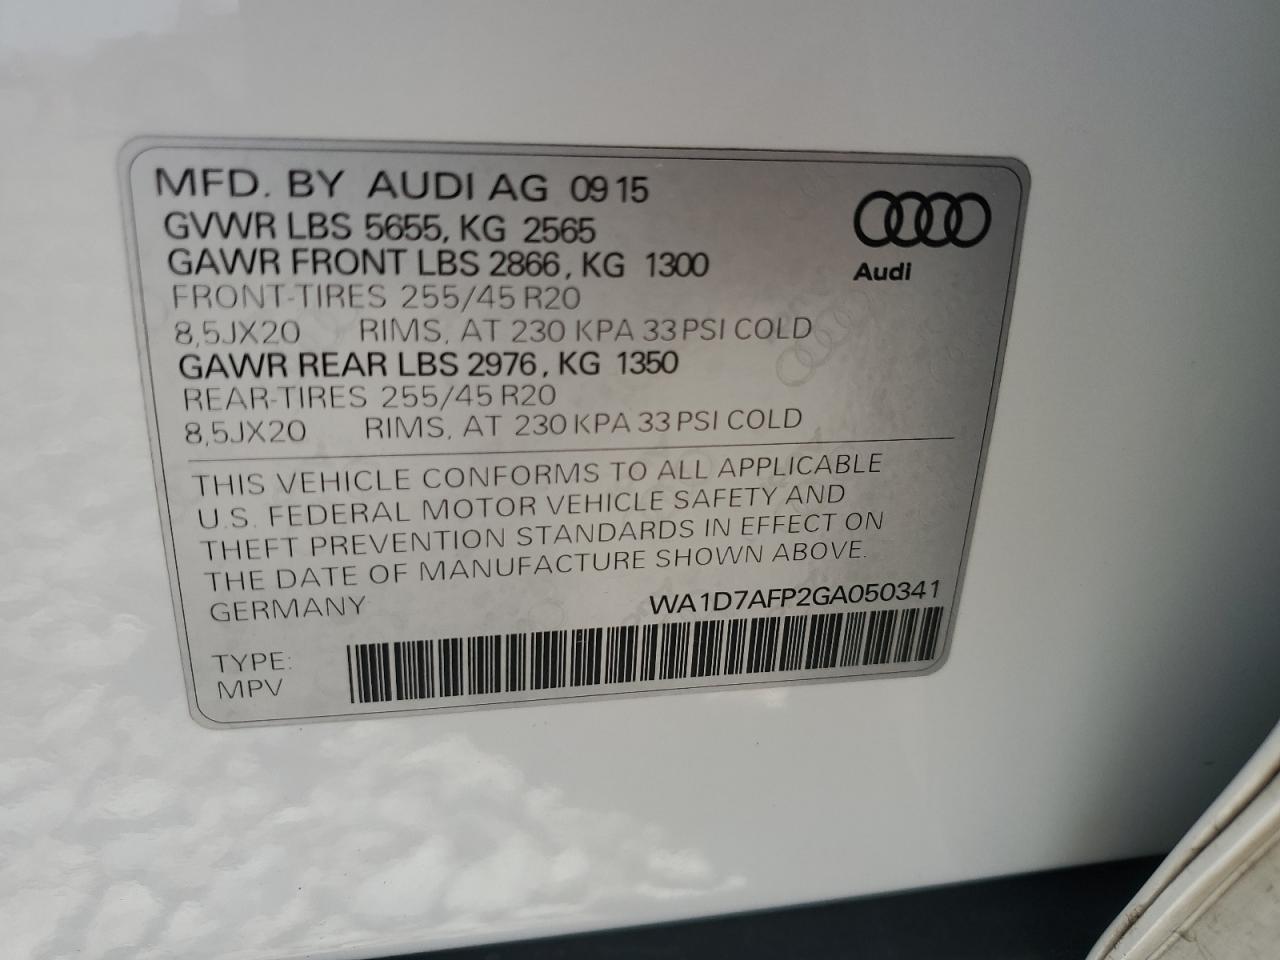 MFD. BY AUDI AG 09 15
GVWR LBS 5655, KG 2565
GAWR FRONT LBS 2866, KG 1300
FRONT-TIRES 255/45 R20
8,5JX20 RIMS, AT 230 KPA 33 PSI COLD
GAWR REAR LBS 2976, KG 1350
REAR-TIRES 255/45 R20
8,5JX20 RIMS, AT 230 KPA 33 PSI COLD
Audi
THIS VEHICLE CONFORMS TO ALL APPLICABLE
U.S. FEDERAL MOTOR VEHICLE SAFETY AND
THEFT PREVENTION STANDARDS IN EFFECT ON
THE DATE OF MANUFACTURE SHOWN ABOVE.
GERMANY WA1D7AFP2GA050341
TYPE:
MPV